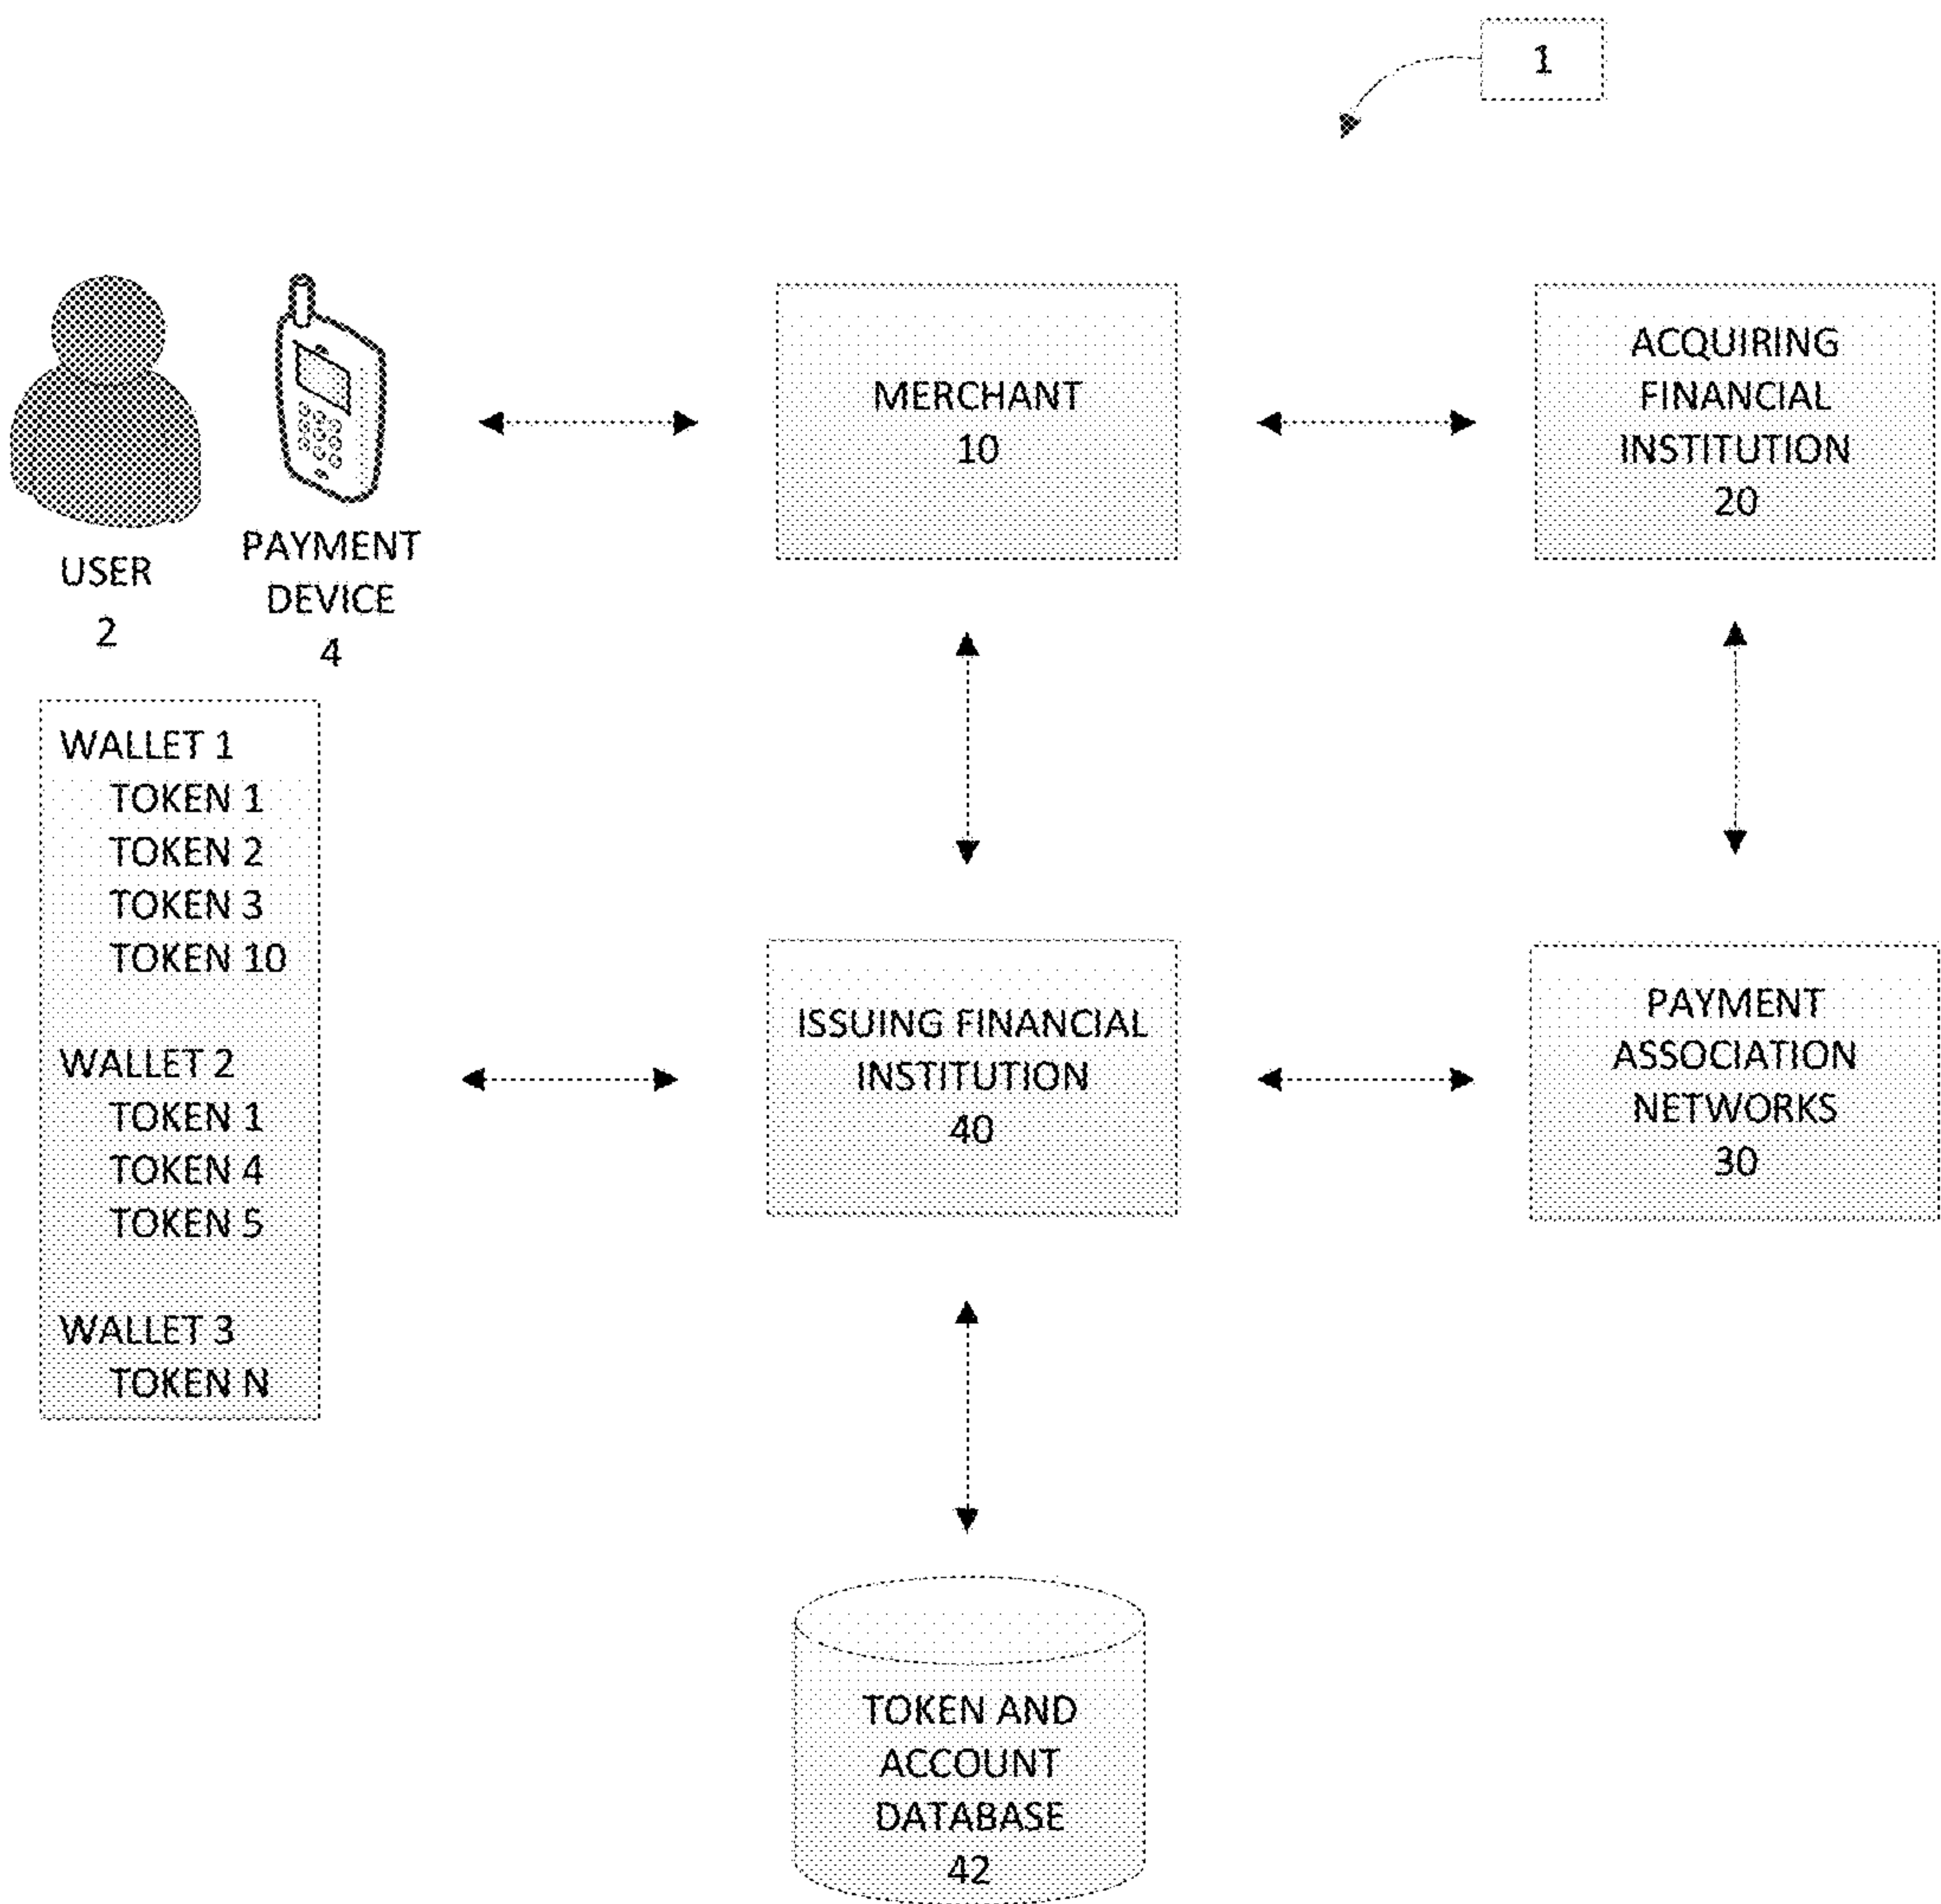 1
USER
2
PAYMENT
DEVICE
4
MERCHANT
10
ACQUIRING
FINANCIAL
INSTITUTION
20
WALLET 1
TOKEN 1
TOKEN 2
TOKEN 3
TOKEN 10
WALLET 2
TOKEN 1
TOKEN 4
TOKEN 5
WALLET 3
TOKEN N
ISSUING FINANCIAL
INSTITUTION
40
PAYMENT
ASSOCIATION
NETWORKS
30
TOKEN AND
ACCOUNT
DATABASE
42